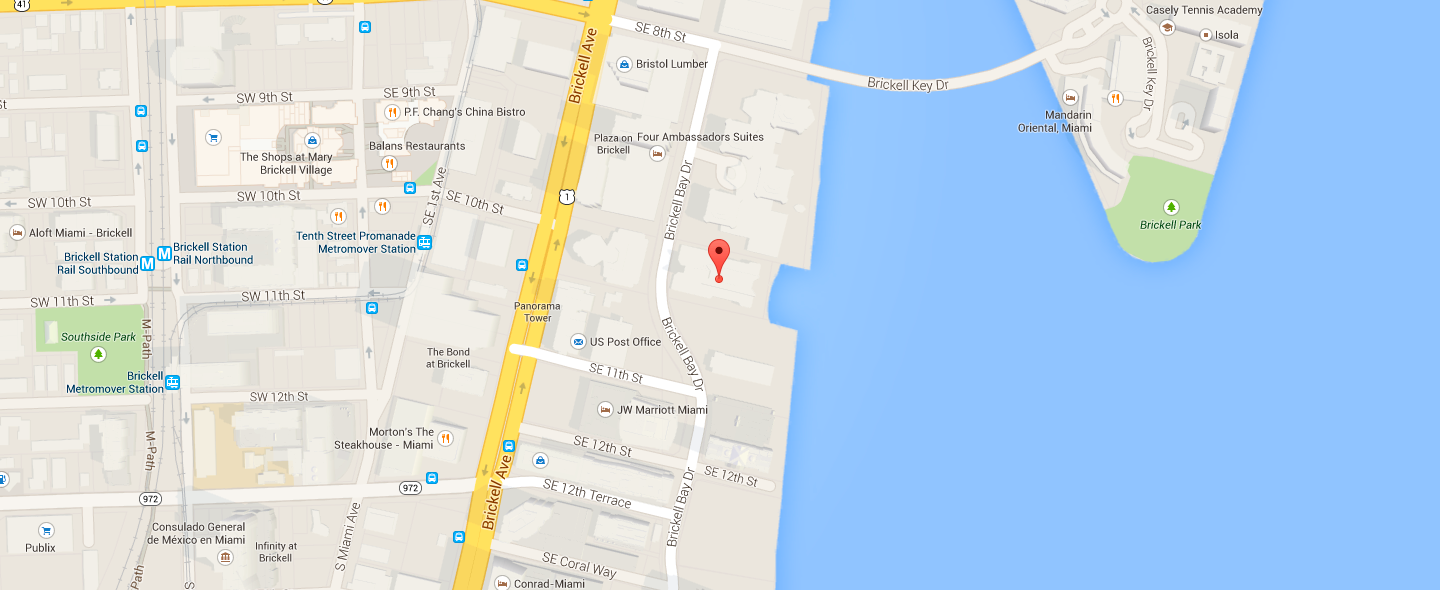 41
SE 8th St
Casely Tennis Academy
Isola
Brickell Ave
Bristol Lumber
Brickell Key Dr
Brickell Key Dr
SW 9th St
SE 9th St
P.F. Chang's China Bistro
Mandarin
Oriental, Miami
Balans Restaurants
Plaza on
Brickell
Four Ambassadors Suites
The Shops at Mary
Brickell Village
SW 10th St
SW 10th St
SE 1st Ave
SE 10th St
1
Brickell Bay Dr
Brickell Park
Aloft Miami - Brickell
Tenth Street Promanade
Metromover Station
Brickell Station
Rail Northbound
Brickell Station
Rail Southbound
M
M
SW 11th St
SW 11th St
Panorama
Tower
M-Path
Southside Park
US Post Office
Brickell Bay Dr
The Bond
at Brickell
SE 11th St
Brickell
Metromover Station
SW 12th St
JW Marriott Miami
Morton's The
Steakhouse - Miami
M-Path
SE 12th St
SE 12th St
972
972
Brickell Ave
SE 12th Terrace
Brickell Bay Dr
Publix
Consulado General
de México en Miami
Infinity at
Brickell
S Miami Ave
SE Coral Way
Path
S
Conrad-Miami